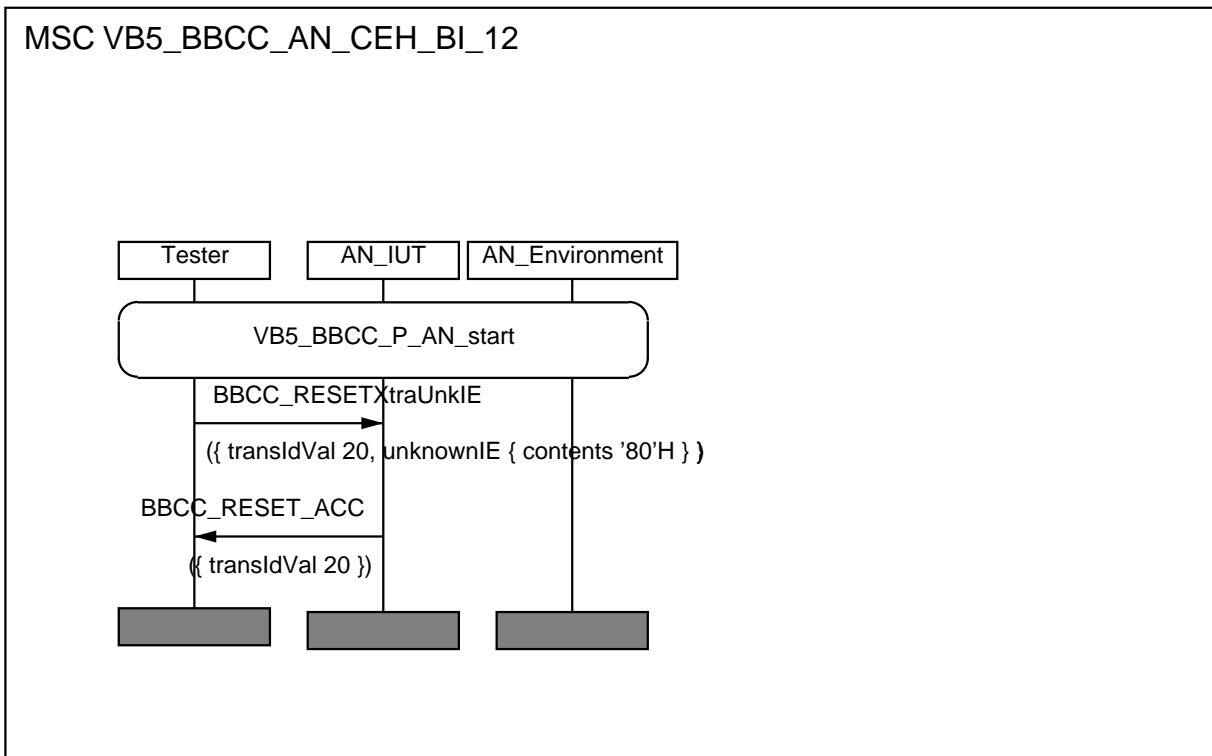 MSC VB5_BBCC_AN_CEH_BI_12
Tester
AN_IUT
AN_Environment
VB5_BBCC_P_AN_start
BBCC_RESETXtraUnkIE
({ transIdVal 20, unknownIE { contents '80'H } })
BBCC_RESET_ACC
({ transIdVal 20 })